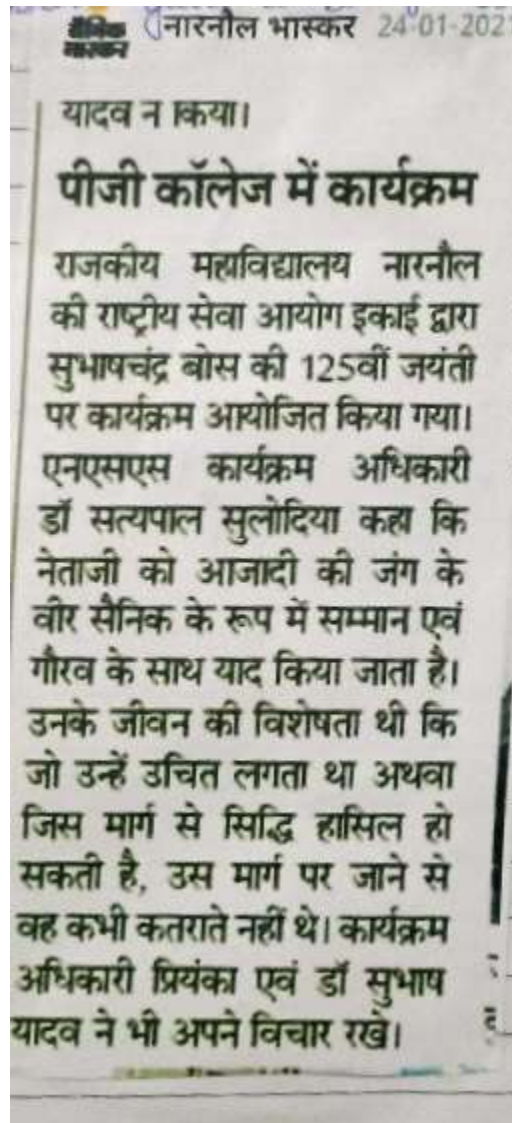 दैनिक भास्कर
नारनौल भास्कर 24-01-202
यादव ने किया।
पीजी कॉलेज में कार्यक्रम
राजकीय महाविद्यालय नारनौल
की राष्ट्रीय सेवा आयोग इकाई द्वारा
सुभाषचंद्र बोस की 125वीं जयंती
पर कार्यक्रम आयोजित किया गया।
एनएसएस कार्यक्रम अधिकारी
डॉ सत्यपाल सुलोदिया कहा कि
नेताजी को आजादी की जंग के
वीर सैनिक के रूप में सम्मान एवं
गौरव के साथ याद किया जाता है।
उनके जीवन की विशेषता थी कि
जो उन्हें उचित लगता था अथवा
जिस मार्ग से सिद्धि हासिल हो
सकती है, उस मार्ग पर जाने से
वह कभी कतराते नहीं थे। कार्यक्रम
अधिकारी प्रियंका एवं डॉ सुभाष
यादव ने भी अपने विचार रखे।